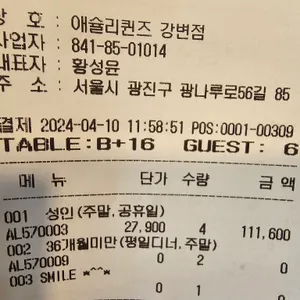 상 호 : 애슐리퀸즈 강변점
사업자 : 841-85-01014
대표자 : 황성윤
주 소 : 서울시 광진구 광나루로56길 85
결제 2024-04-10 11:58:51 POS:0001-00309
TABLE:B+16 GUEST: 6
메 뉴 단가 수량 금 액
001 성인(주말,공휴일)
AL570003 27,900 4 111,600
002 36개월미만(평일디너,주말)
AL570009 0 2 0
003 SMILE *^^*
0 1